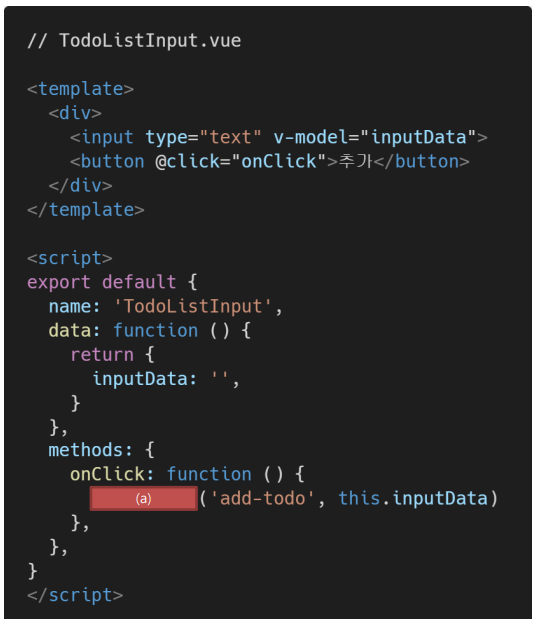 // TodoListInput.vue
<template>
<div>
<input type="text" v-model="inputData">
<button @click="onClick">추가</button>
</div>
</template>
<script>
export default {
name: 'TodoListInput',
data: function () {
return {
inputData: '',
}
},
methods: {
onClick: function () {
(a)('add-todo', this.inputData)
},
},
}
</script>